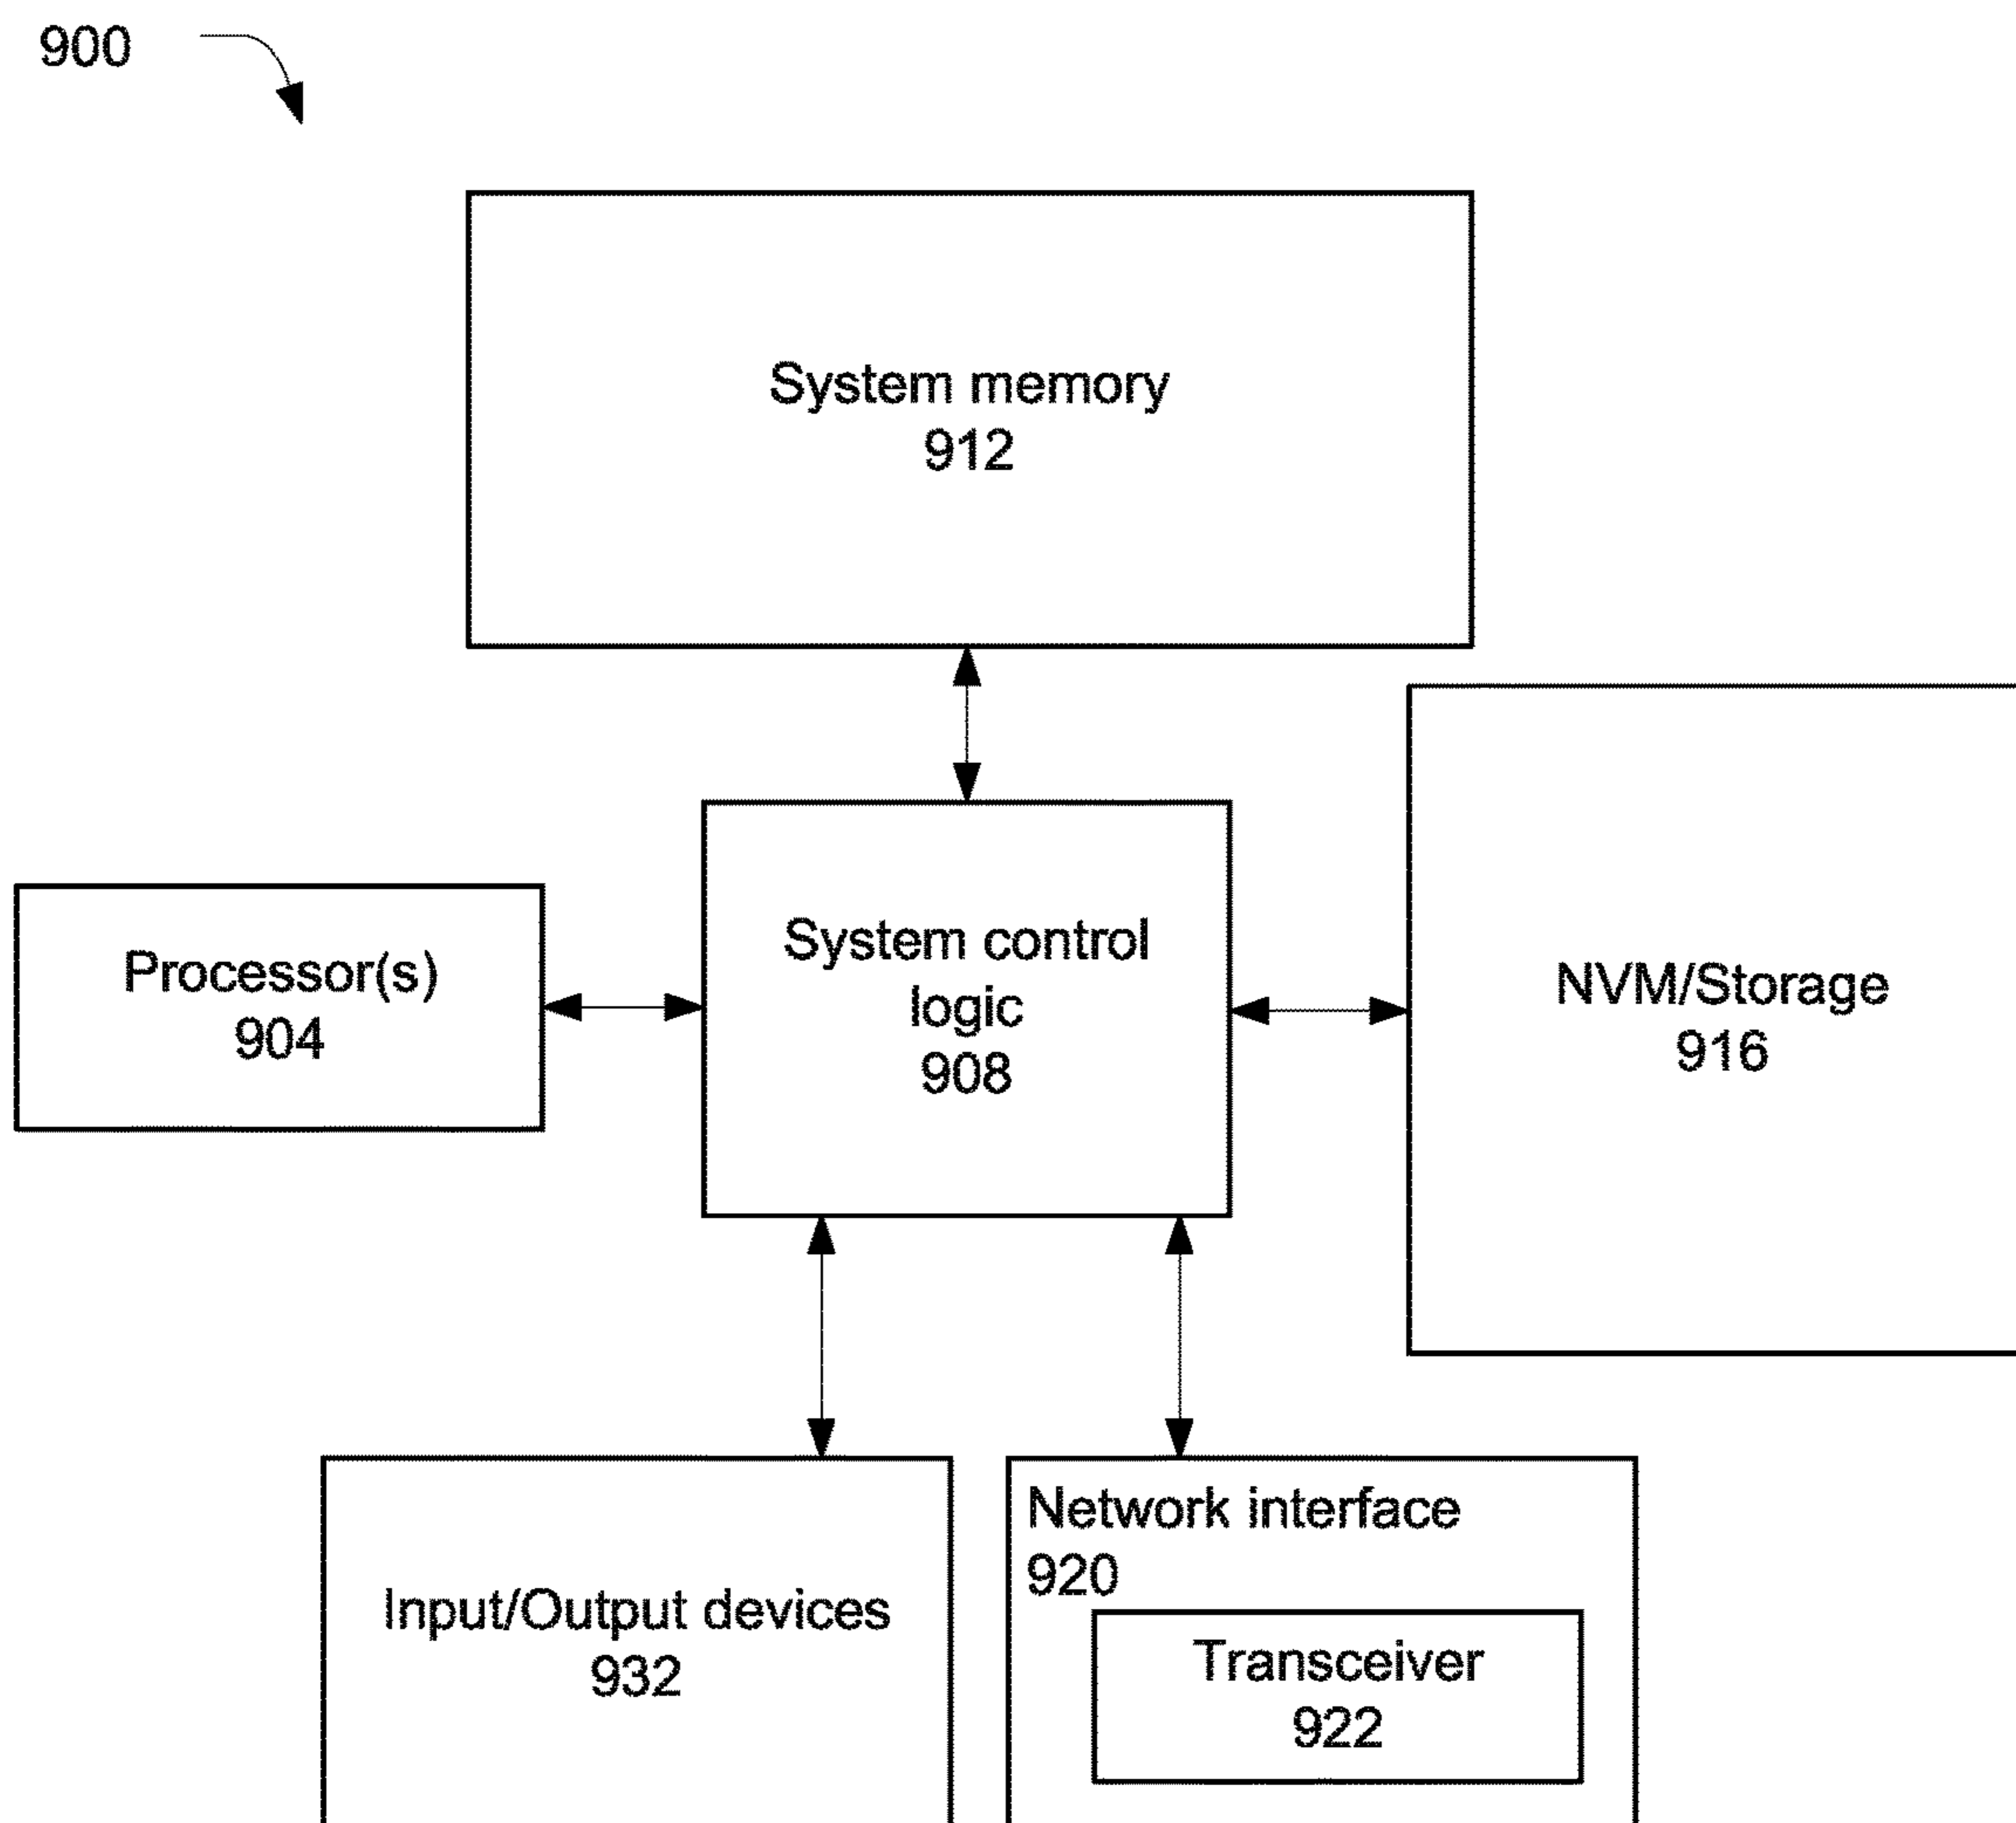 900
System memory
912
Processor(s)
904
System control
logic
908
NVM/Storage
916
Input/Output devices
932
Network interface
920
Transceiver
922